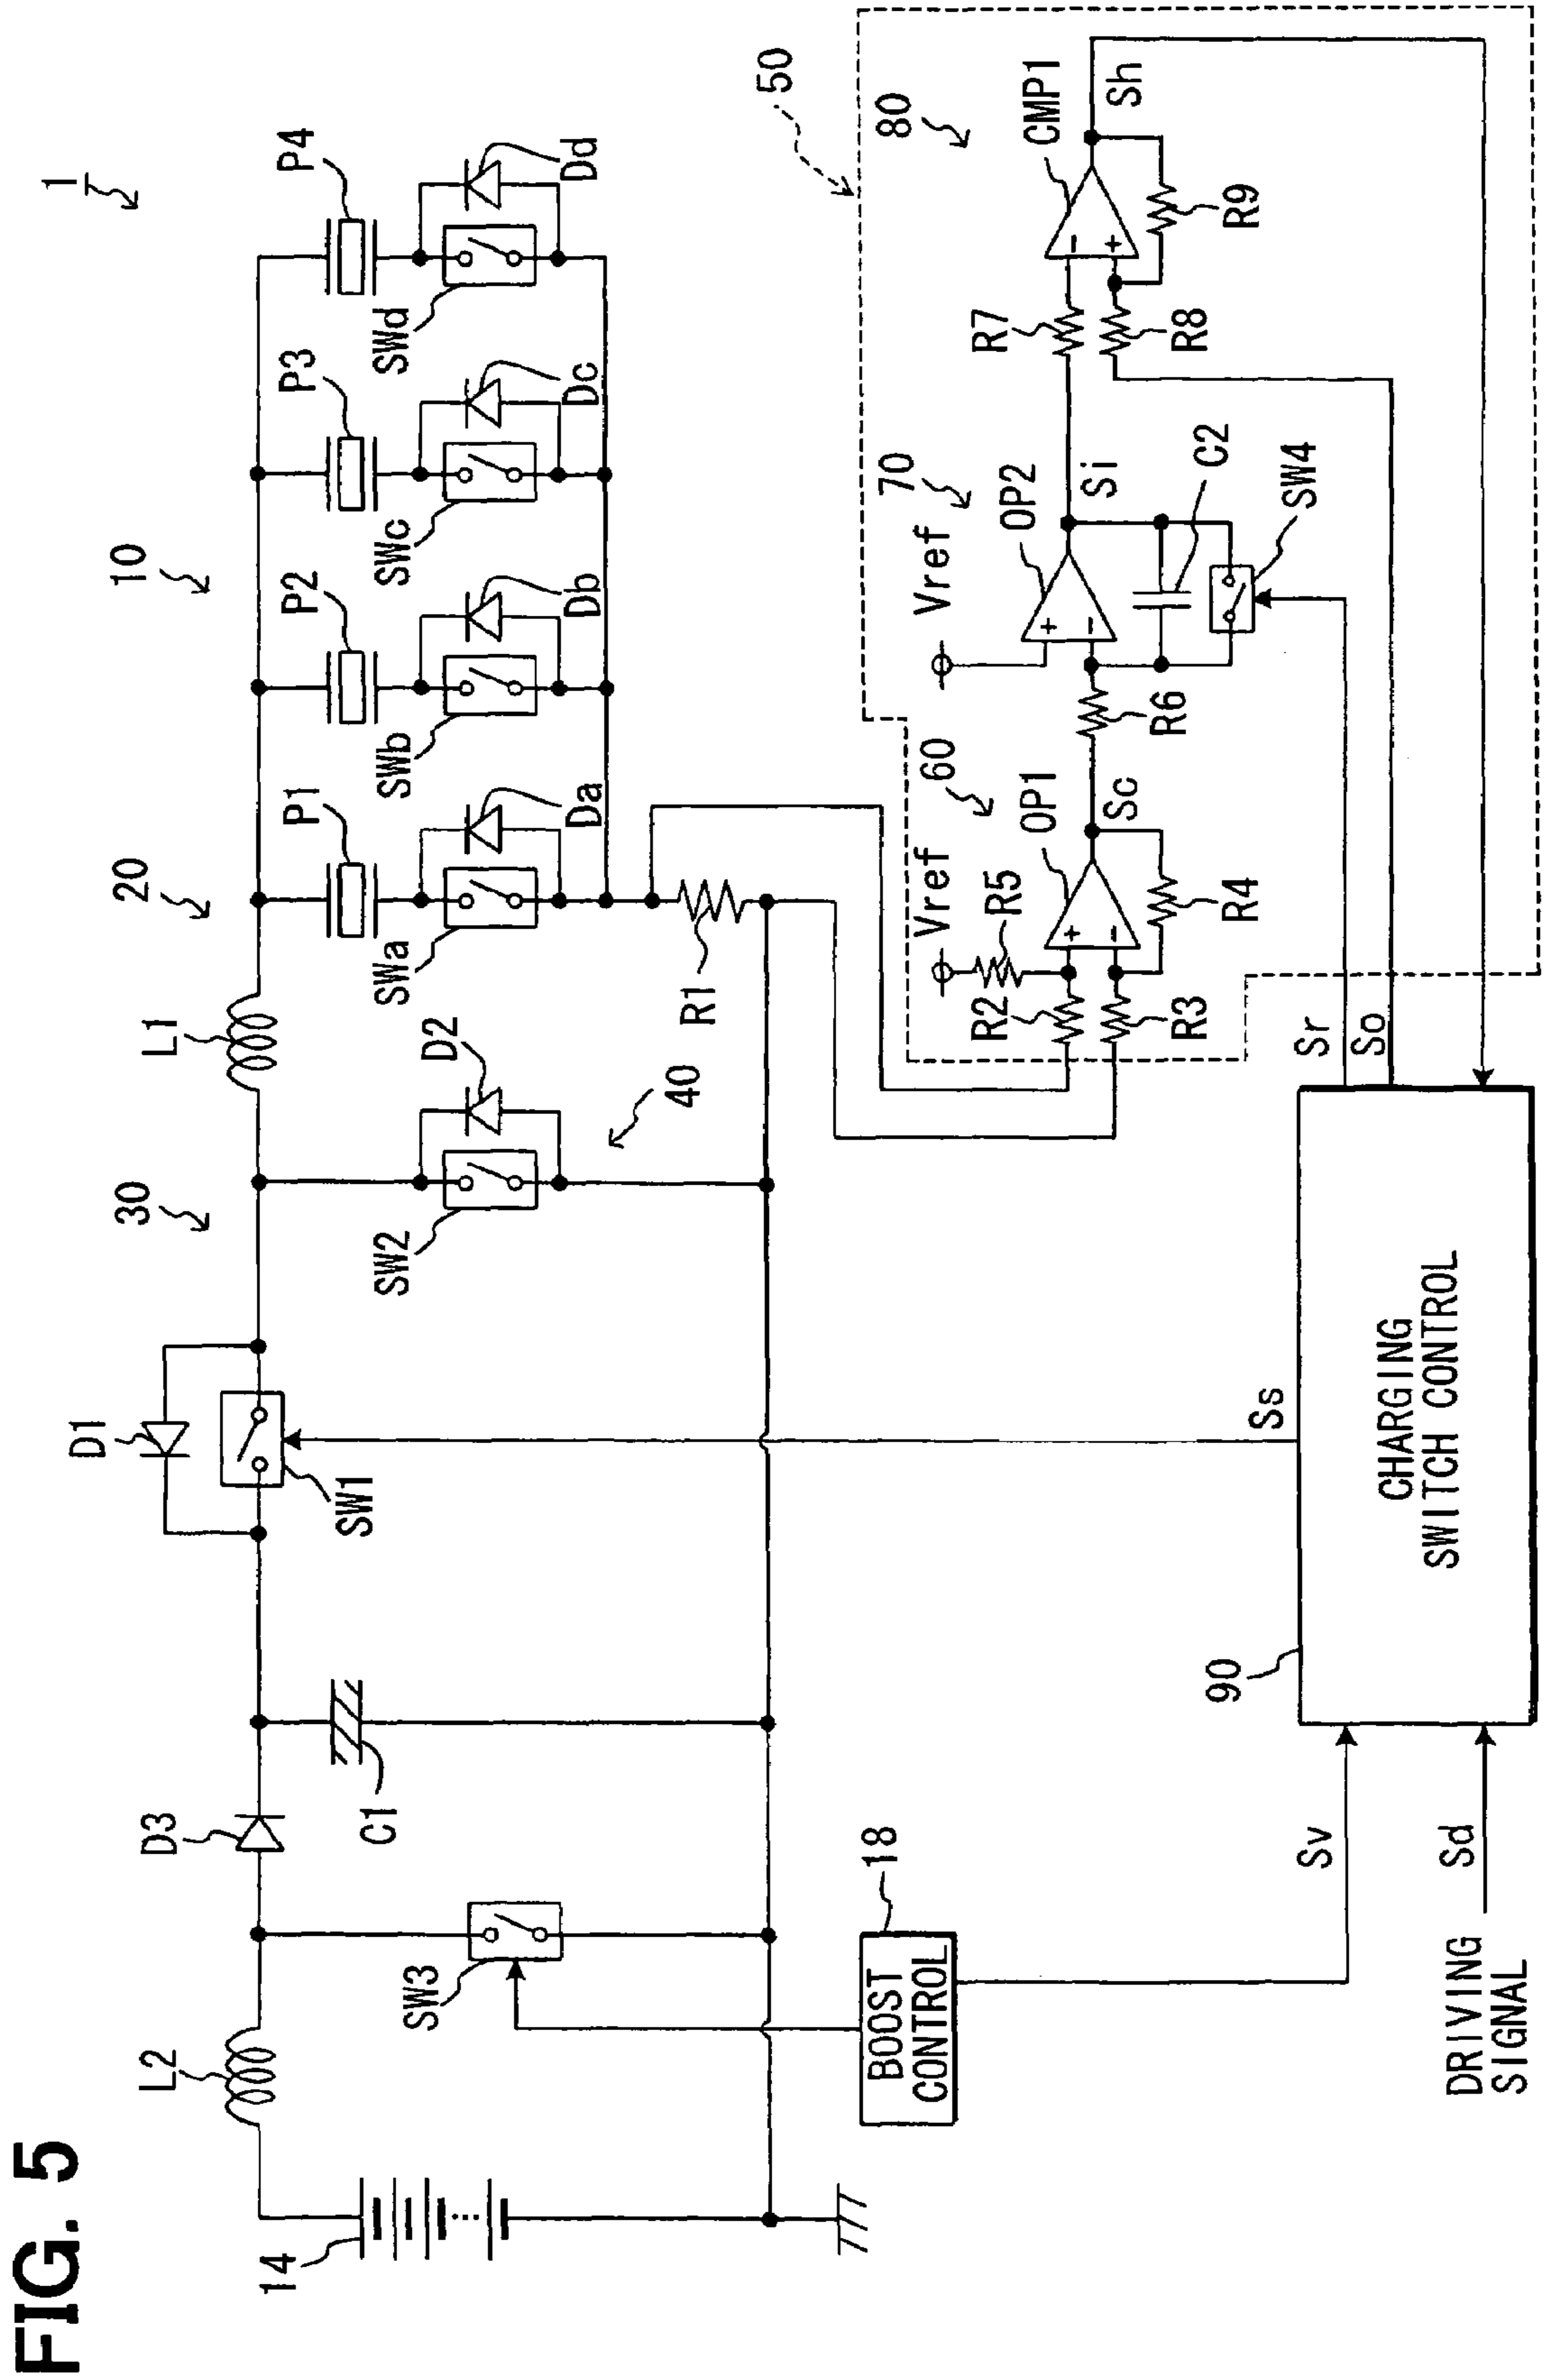 FIG. 5
1
10
20
30
40
50
60
70
80
14
L2
D3
C1
SW3
D1
SW1
L1
SW2
D2
P1
P2
P3
P4
SWa
SWb
SWc
SWd
Da
Db
Dc
Dd
R1
Vref
R5
R2
R3
+
-
OP1
R4
Sc
R6
Vref
+
-
OP2
C2
SW4
Si
R7
R8
-
+
CMP1
R9
Sh
Sr
So
Ss
BOOST
CONTROL
18
Sv
Sd
DRIVING
SIGNAL
90
CHARGING
SWITCH CONTROL